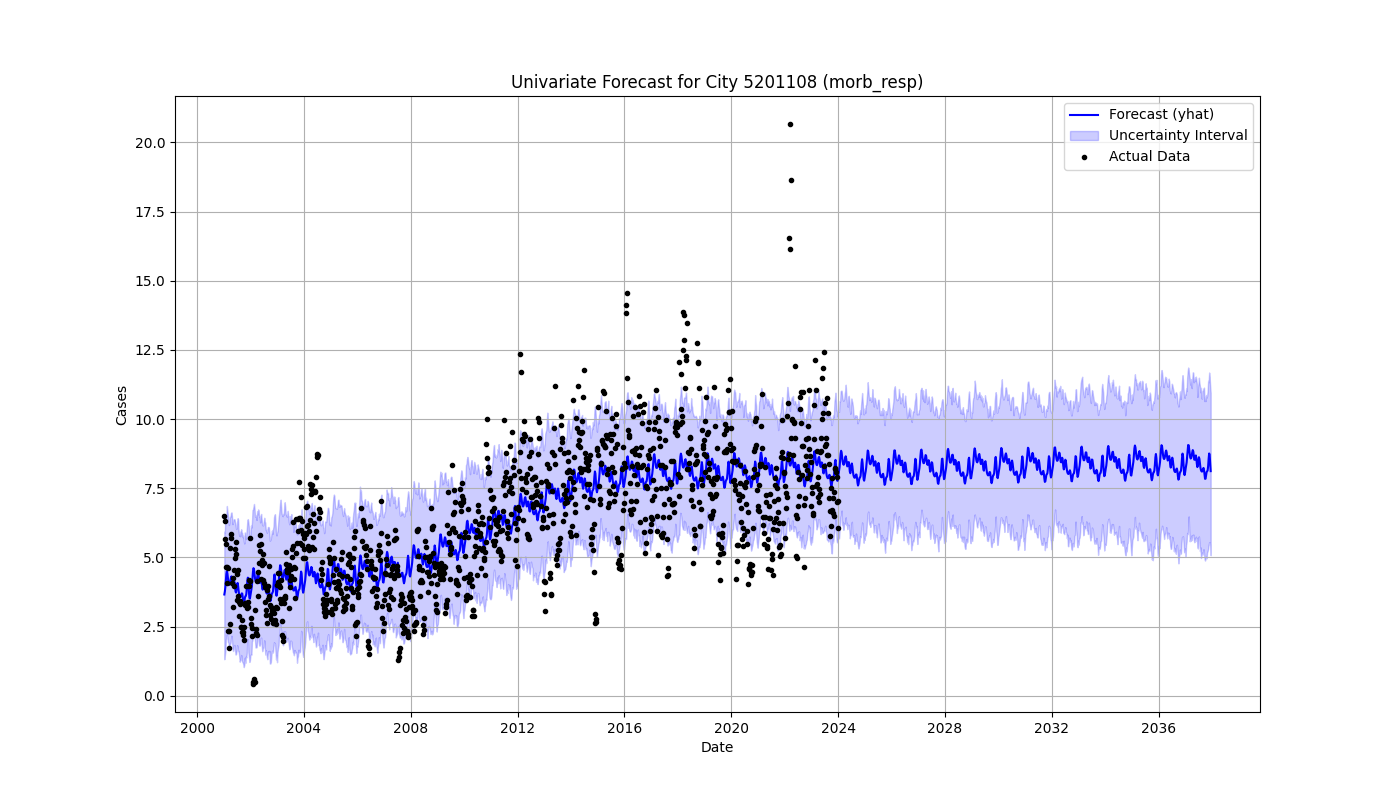 Univariate Forecast for City 5201108 (morb_resp)
Forecast (yhat)
Uncertainty Interval
Actual Data
Cases
20.0
17.5
15.0
12.5
10.0
7.5
5.0
2.5
0.0
2000 2004 2008 2012 2016 2020 2024 2028 2032 2036
Date